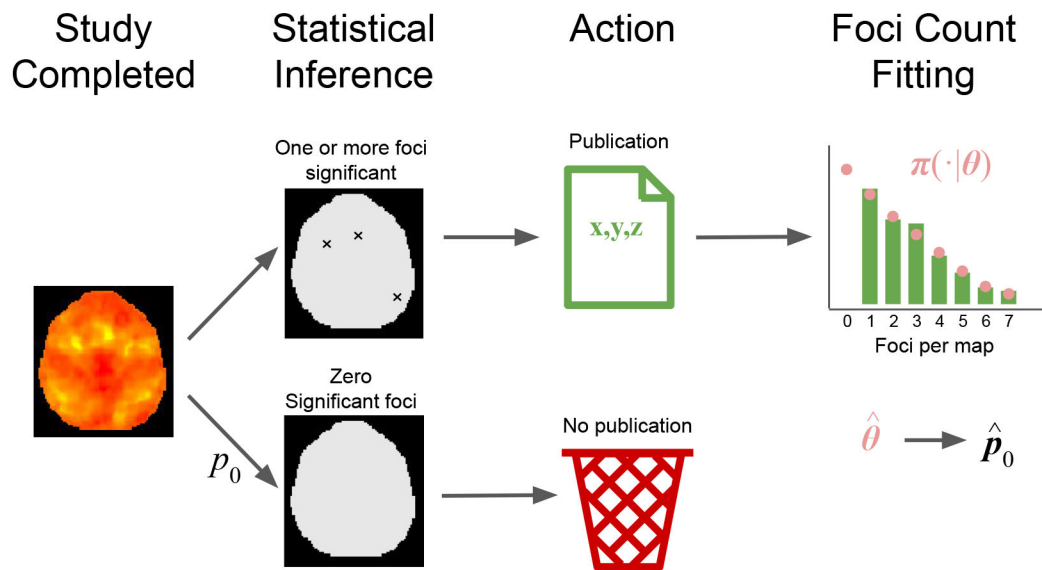 Study
Completed
Statistical
Inference
Action
Foci Count
Fitting
One or more foci
significant
Publication
x,y,z
π(·|θ)
0 1 2 3 4 5 6 7
Foci per map
p₀
Zero
Significant foci
No publication
θ̂
p̂₀